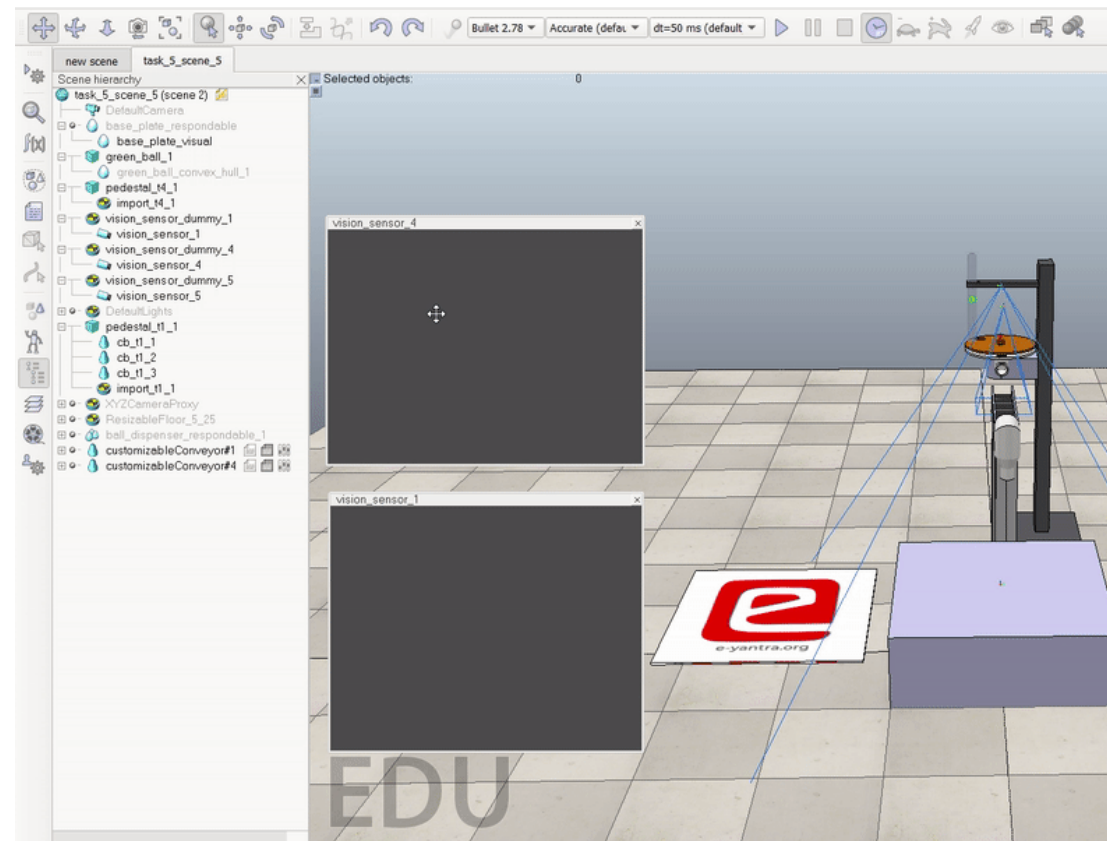 Bullet 2.78 Accurate (defau dt=50 ms (default
new scene task_5_scene_5
Scene hierarchy
Selected objects: 0
task_5_scene_5 (scene 2)
DefaultCamera
base_plate_respondable
base_plate_visual
green_ball_1
green_ball_convex_hull_1
pedestal_t4_1
import_t4_1
vision_sensor_dummy_1
vision_sensor_1
vision_sensor_dummy_4
vision_sensor_4
vision_sensor_dummy_5
vision_sensor_5
DefaultLights
pedestal_t1_1
cb_t1_1
cb_t1_2
cb_t1_3
import_t1_1
XYZCameraProxy
ResizableFloor_5_25
ball_dispenser_respondable_1
customizableConveyor#1
customizableConveyor#4
vision_sensor_4
vision_sensor_1
e
e-yantra.org
EDU